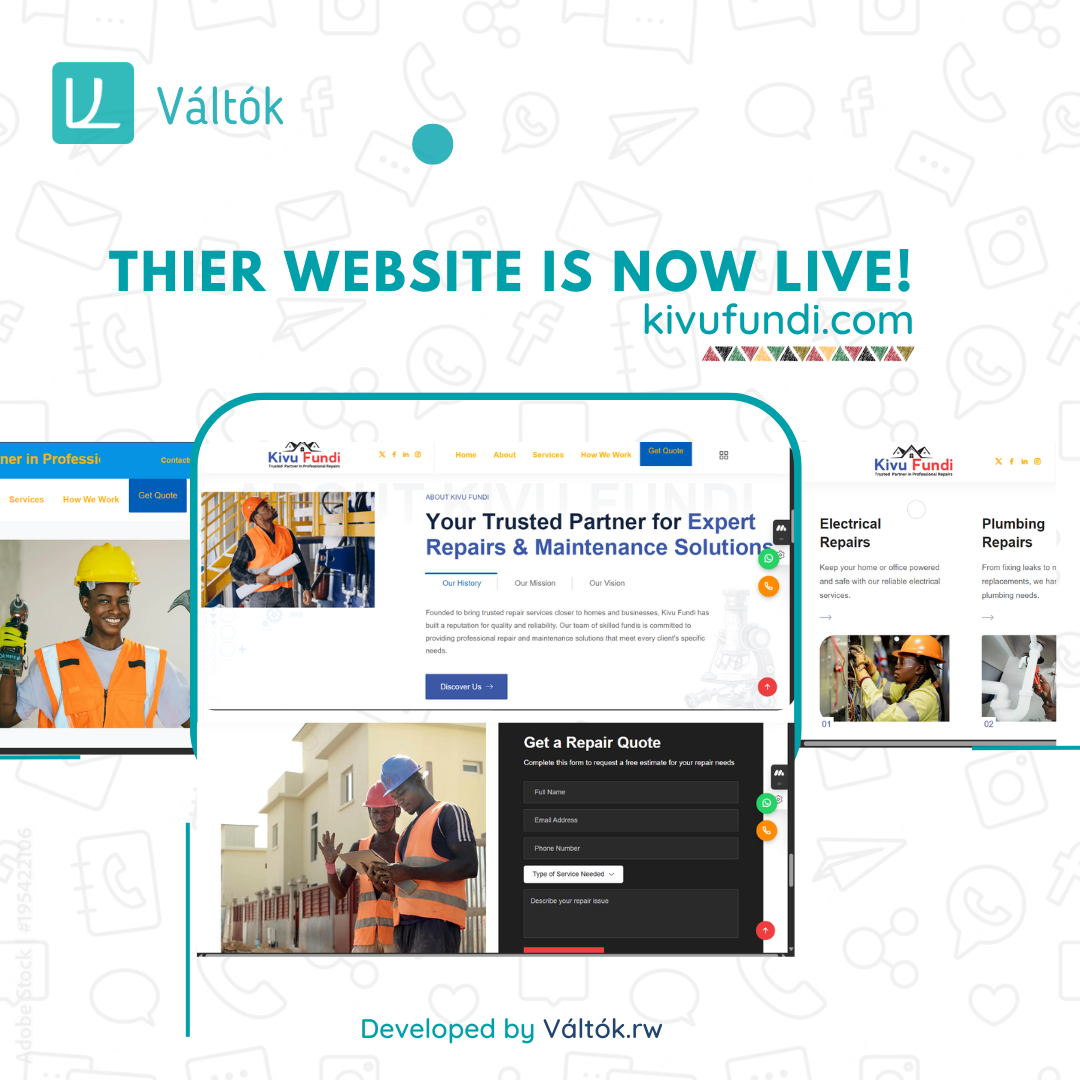 Váltók
THIER WEBSITE IS NOW LIVE!
kivufundi.com
ner in Professi
Contact
Services
How We Work
Get Quote
Kivu Fundi
Trusted Partner in Professional Repairs
Home
About
Services
How We Work
Get Quote
ABOUT KIVU FUNDI
ABOUT KIVU FUNDI
Your Trusted Partner for Expert
Repairs & Maintenance Solutions
Our History
Our Mission
Our Vision
Founded to bring trusted repair services closer to homes and businesses, Kivu Fundi has
built a reputation for quality and reliability. Our team of skilled fundis is committed to
providing professional repair and maintenance solutions that meet every client's specific
needs.
Discover Us
Kivu Fundi
Trusted Partner in Professional Repairs
Electrical
Repairs
Keep your home or office powered
and safe with our reliable electrical
services.
01
Plumbing
Repairs
From fixing leaks to
replacements, we
plumbing needs.
02
Get a Repair Quote
Complete this form to request a free estimate for your repair needs
Full Name
Email Address
Phone Number
Type of Service Needed
Describe your repair issue
Adobe Stock | #195422106
Developed by Váltók.rw